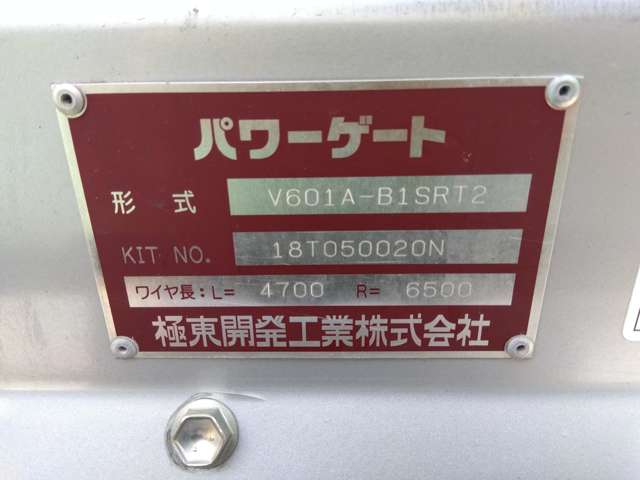 パワーゲート
形式 V601A-B1SRT2
KIT NO. 18T050020N
ワイヤ長：L= 4700 R= 6500
極東開発工業株式会社